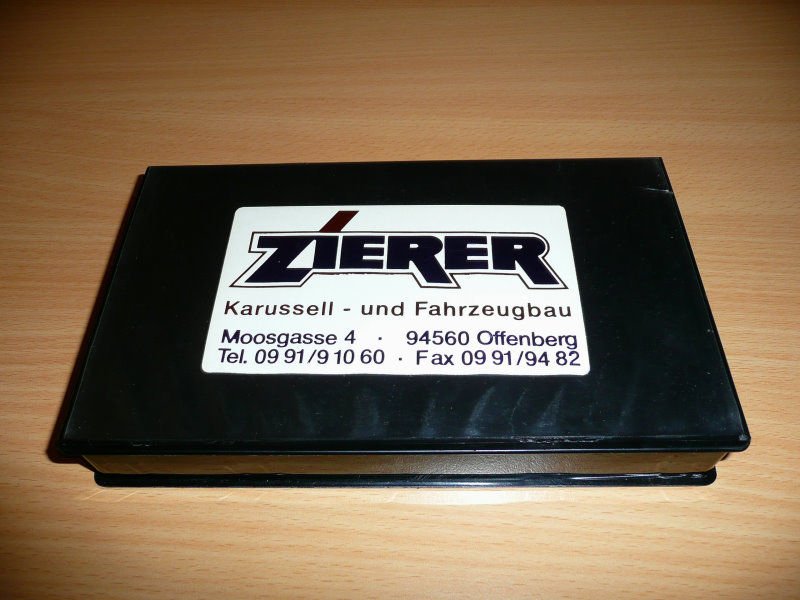 ZIERER
Karussell - und Fahrzeugbau
Moosgasse 4 · 94560 Offenberg
Tel. 09 91/9 10 60 · Fax 09 91/94 82